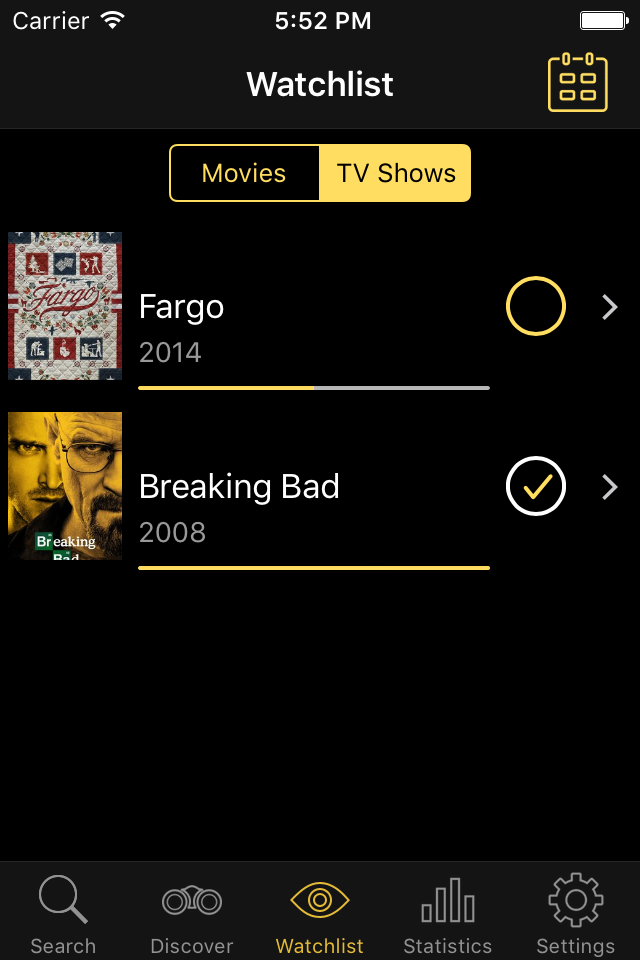 Carrier 5:52 PM
Watchlist
Movies TV Shows
Fargo
Fargo
2014
Breaking Bad
2008
Breaking
Bad
Search Discover Watchlist Statistics Settings